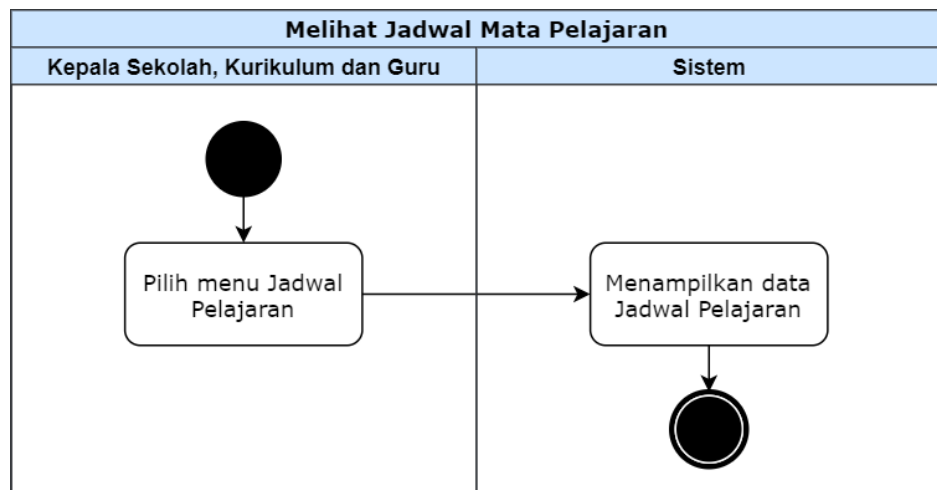 Melihat Jadwal Mata Pelajaran
Kepala Sekolah, Kurikulum dan Guru
Sistem
Pilih menu Jadwal
Pelajaran
Menampilkan data
Jadwal Pelajaran